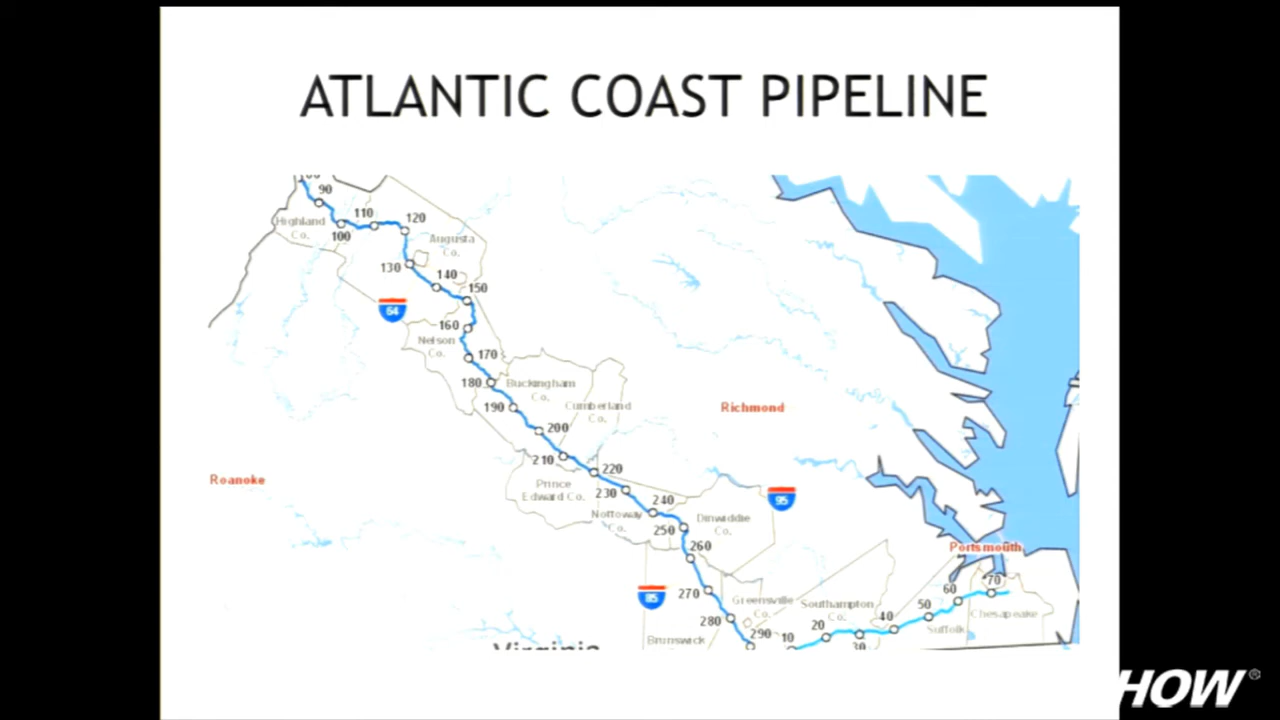 ATLANTIC COAST PIPELINE
90
Highland
Co.
100
110
120
Augusta
Co.
130
140
150
64
160
Nelson
Co.
170
180
Buckingham
Co.
190
Cumberland
Co.
Richmond
200
210
220
Roanoke
Prince
Edward Co.
230
240
95
Nottoway
Co.
250
Dinwiddie
Co.
260
Portsmouth
85
270
Greensville
Co.
280
Brunswick
290
10
20
Southampton
Co.
30
40
50
Suffolk
60
70
Chesapeake
Virginia
HOW®